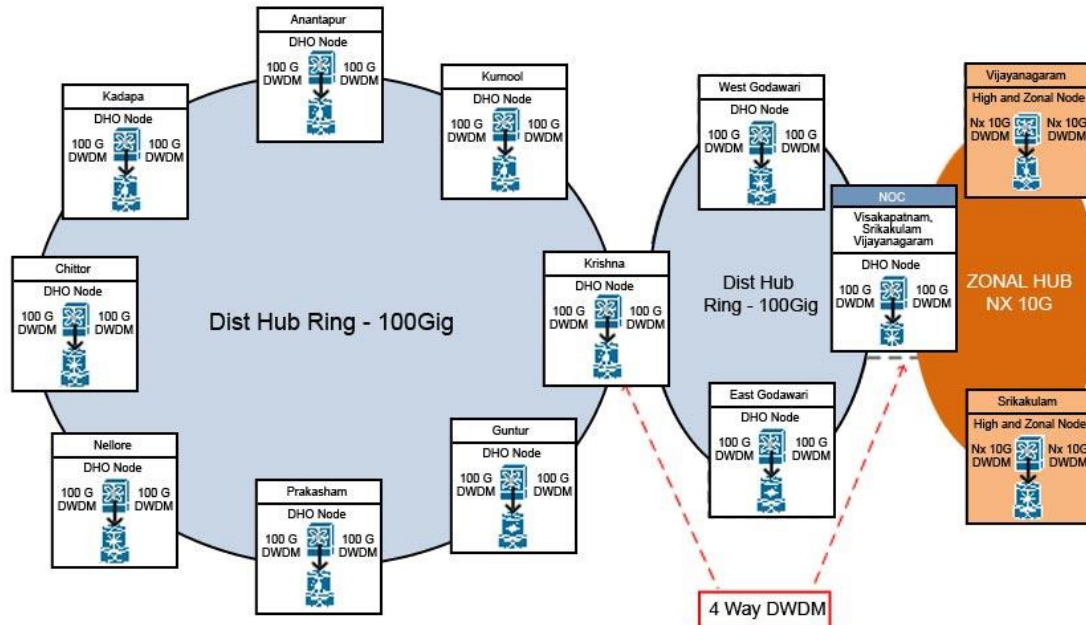 Anantapur
DHO Node
100 G DWDM
100 G DWDM
Kadapa
DHO Node
100 G DWDM
100 G DWDM
Kurnool
DHO Node
100 G DWDM
100 G DWDM
Chittor
DHO Node
100 G DWDM
100 G DWDM
Dist Hub Ring - 100Gig
Krishna
DHO Node
100 G DWDM
100 G DWDM
Nellore
DHO Node
100 G DWDM
100 G DWDM
Prakasham
DHO Node
100 G DWDM
100 G DWDM
Guntur
DHO Node
100 G DWDM
100 G DWDM
West Godawari
DHO Node
100 G DWDM
100 G DWDM
Dist Hub
Ring - 100Gig
East Godawari
DHO Node
100 G DWDM
100 G DWDM
NOC
Visakapatnam,
Srikakulam
Vijayanagaram
DHO Node
100 G DWDM
100 G DWDM
Vijayanagaram
High and Zonal Node
Nx 10G DWDM
Nx 10G DWDM
ZONAL HUB
NX 10G
Srikakulam
High and Zonal Node
Nx 10G DWDM
Nx 10G DWDM
4 Way DWDM